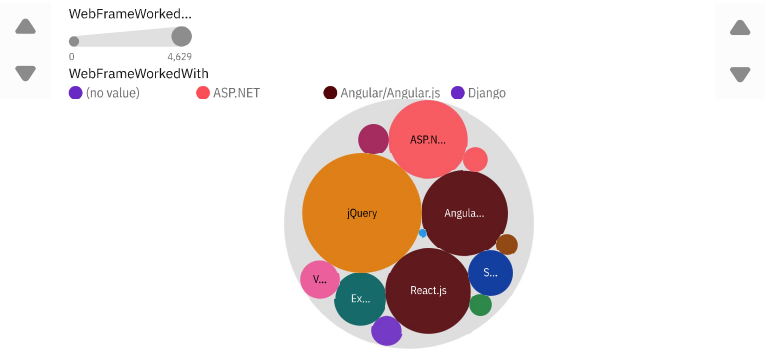 WebFrameWorked...
0 4,629
WebFrameWorkedWith
(no value) ASP.NET Angular/Angular.js Django
ASP.N...
jQuery Angula...
V... S...
Ex... React.js